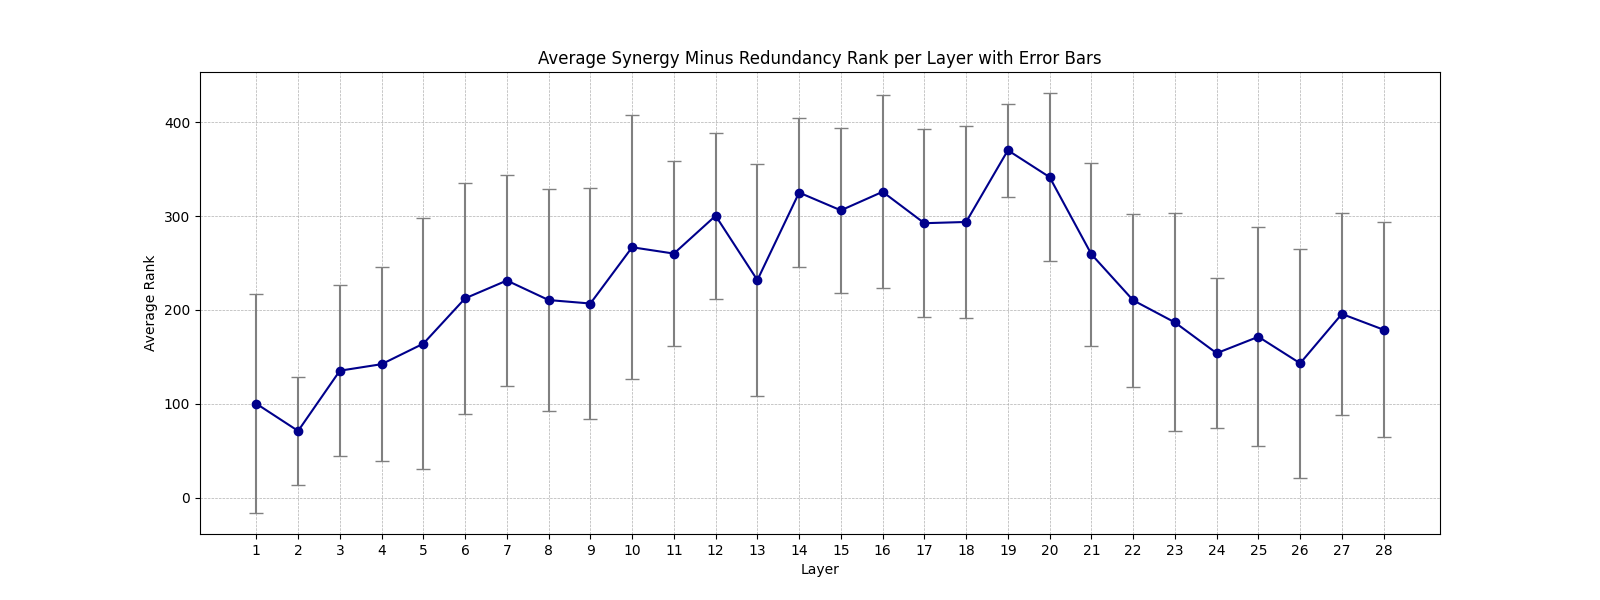 Average Synergy Minus Redundancy Rank per Layer with Error Bars
Average Rank
400
300
200
100
0
1 2 3 4 5 6 7 8 9 10 11 12 13 14 15 16 17 18 19 20 21 22 23 24 25 26 27 28
Layer